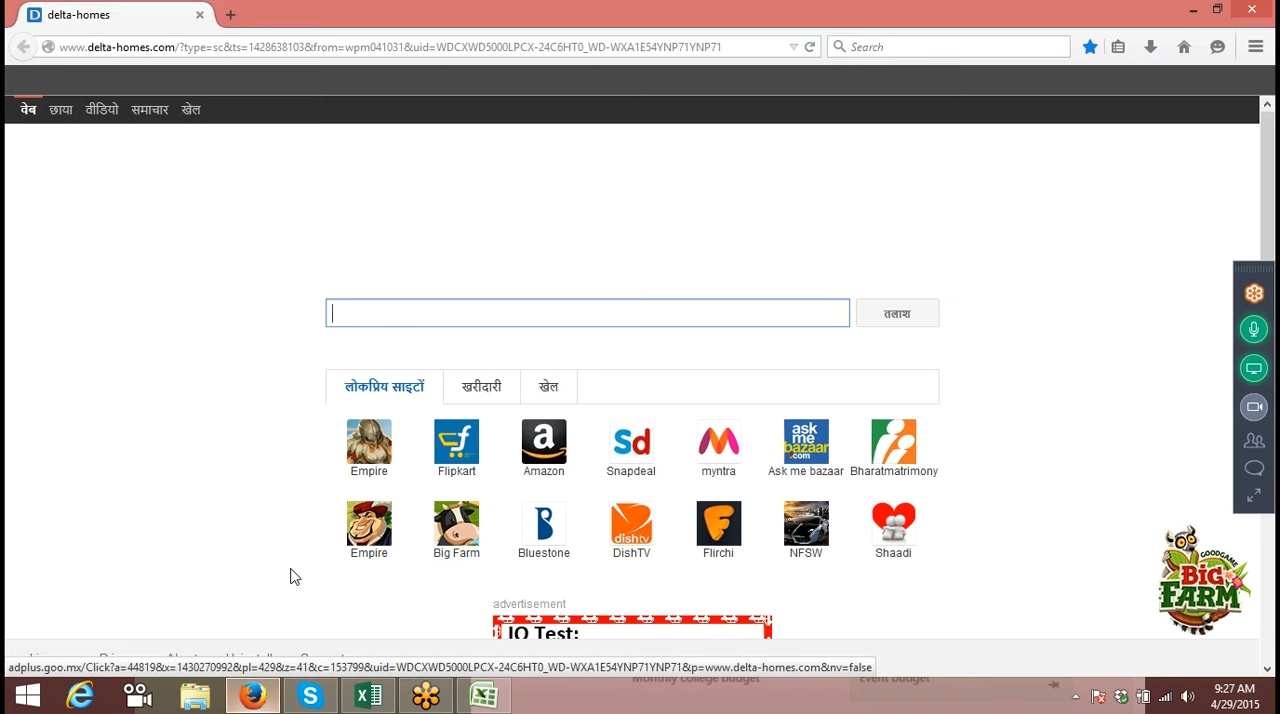 delta-homes
www.delta-homes.com/?type=sc&ts=1428638103&from=wpm041031&uid=WDCXWD5000LPCX-24C6HT0_WD-WXA1E54YNP71YNP71
Search
वेब छाया वीडियो समाचार खेल
तलाश
लोकप्रिय साइटों खरीदारी खेल
Empire Flipkart Amazon Snapdeal myntra Ask me bazaar Bharatmatrimony
Empire Big Farm Bluestone DishTV Flirchi NFSW Shaadi
advertisement
IQ Test:
GOODGAME
BIG
FARM
adplus.goo.mx/Click?a=44819&x=1430270992&pl=429&z=41&c=153799&uid=WDCXWD5000LPCX-24C6HT0_WD-WXA1E54YNP71YNP71&p=www.delta-homes.com&nv=false
Monthly college budget
Event budget
9:27 AM
4/29/2015